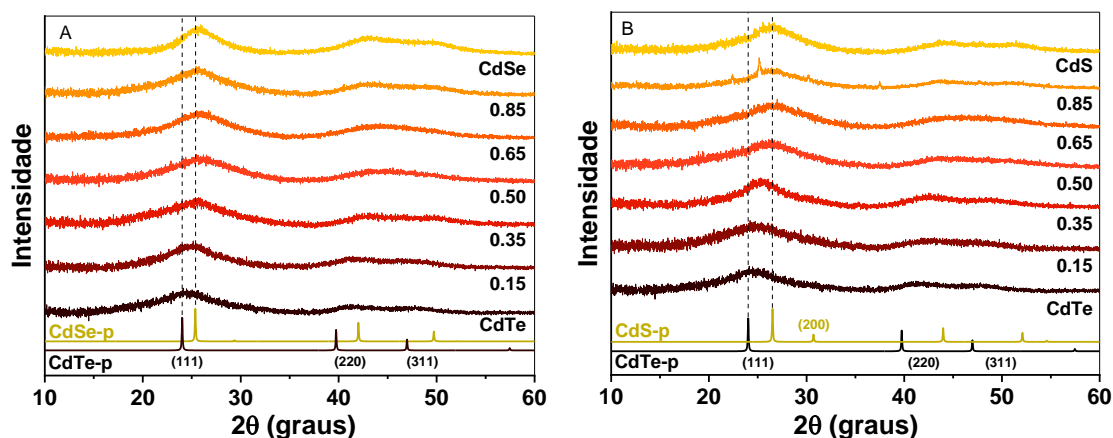 A
CdSe
0.85
0.65
0.50
0.35
0.15
CdTe
CdSe-p
CdTe-p
(111)
(220)
(311)
Intensidade
10 20 30 40 50 60
2θ (graus)
B
CdS
0.85
0.65
0.50
0.35
0.15
CdTe
CdS-p
(200)
CdTe-p
(111)
(220)
(311)
Intensidade
10 20 30 40 50 60
2θ (graus)